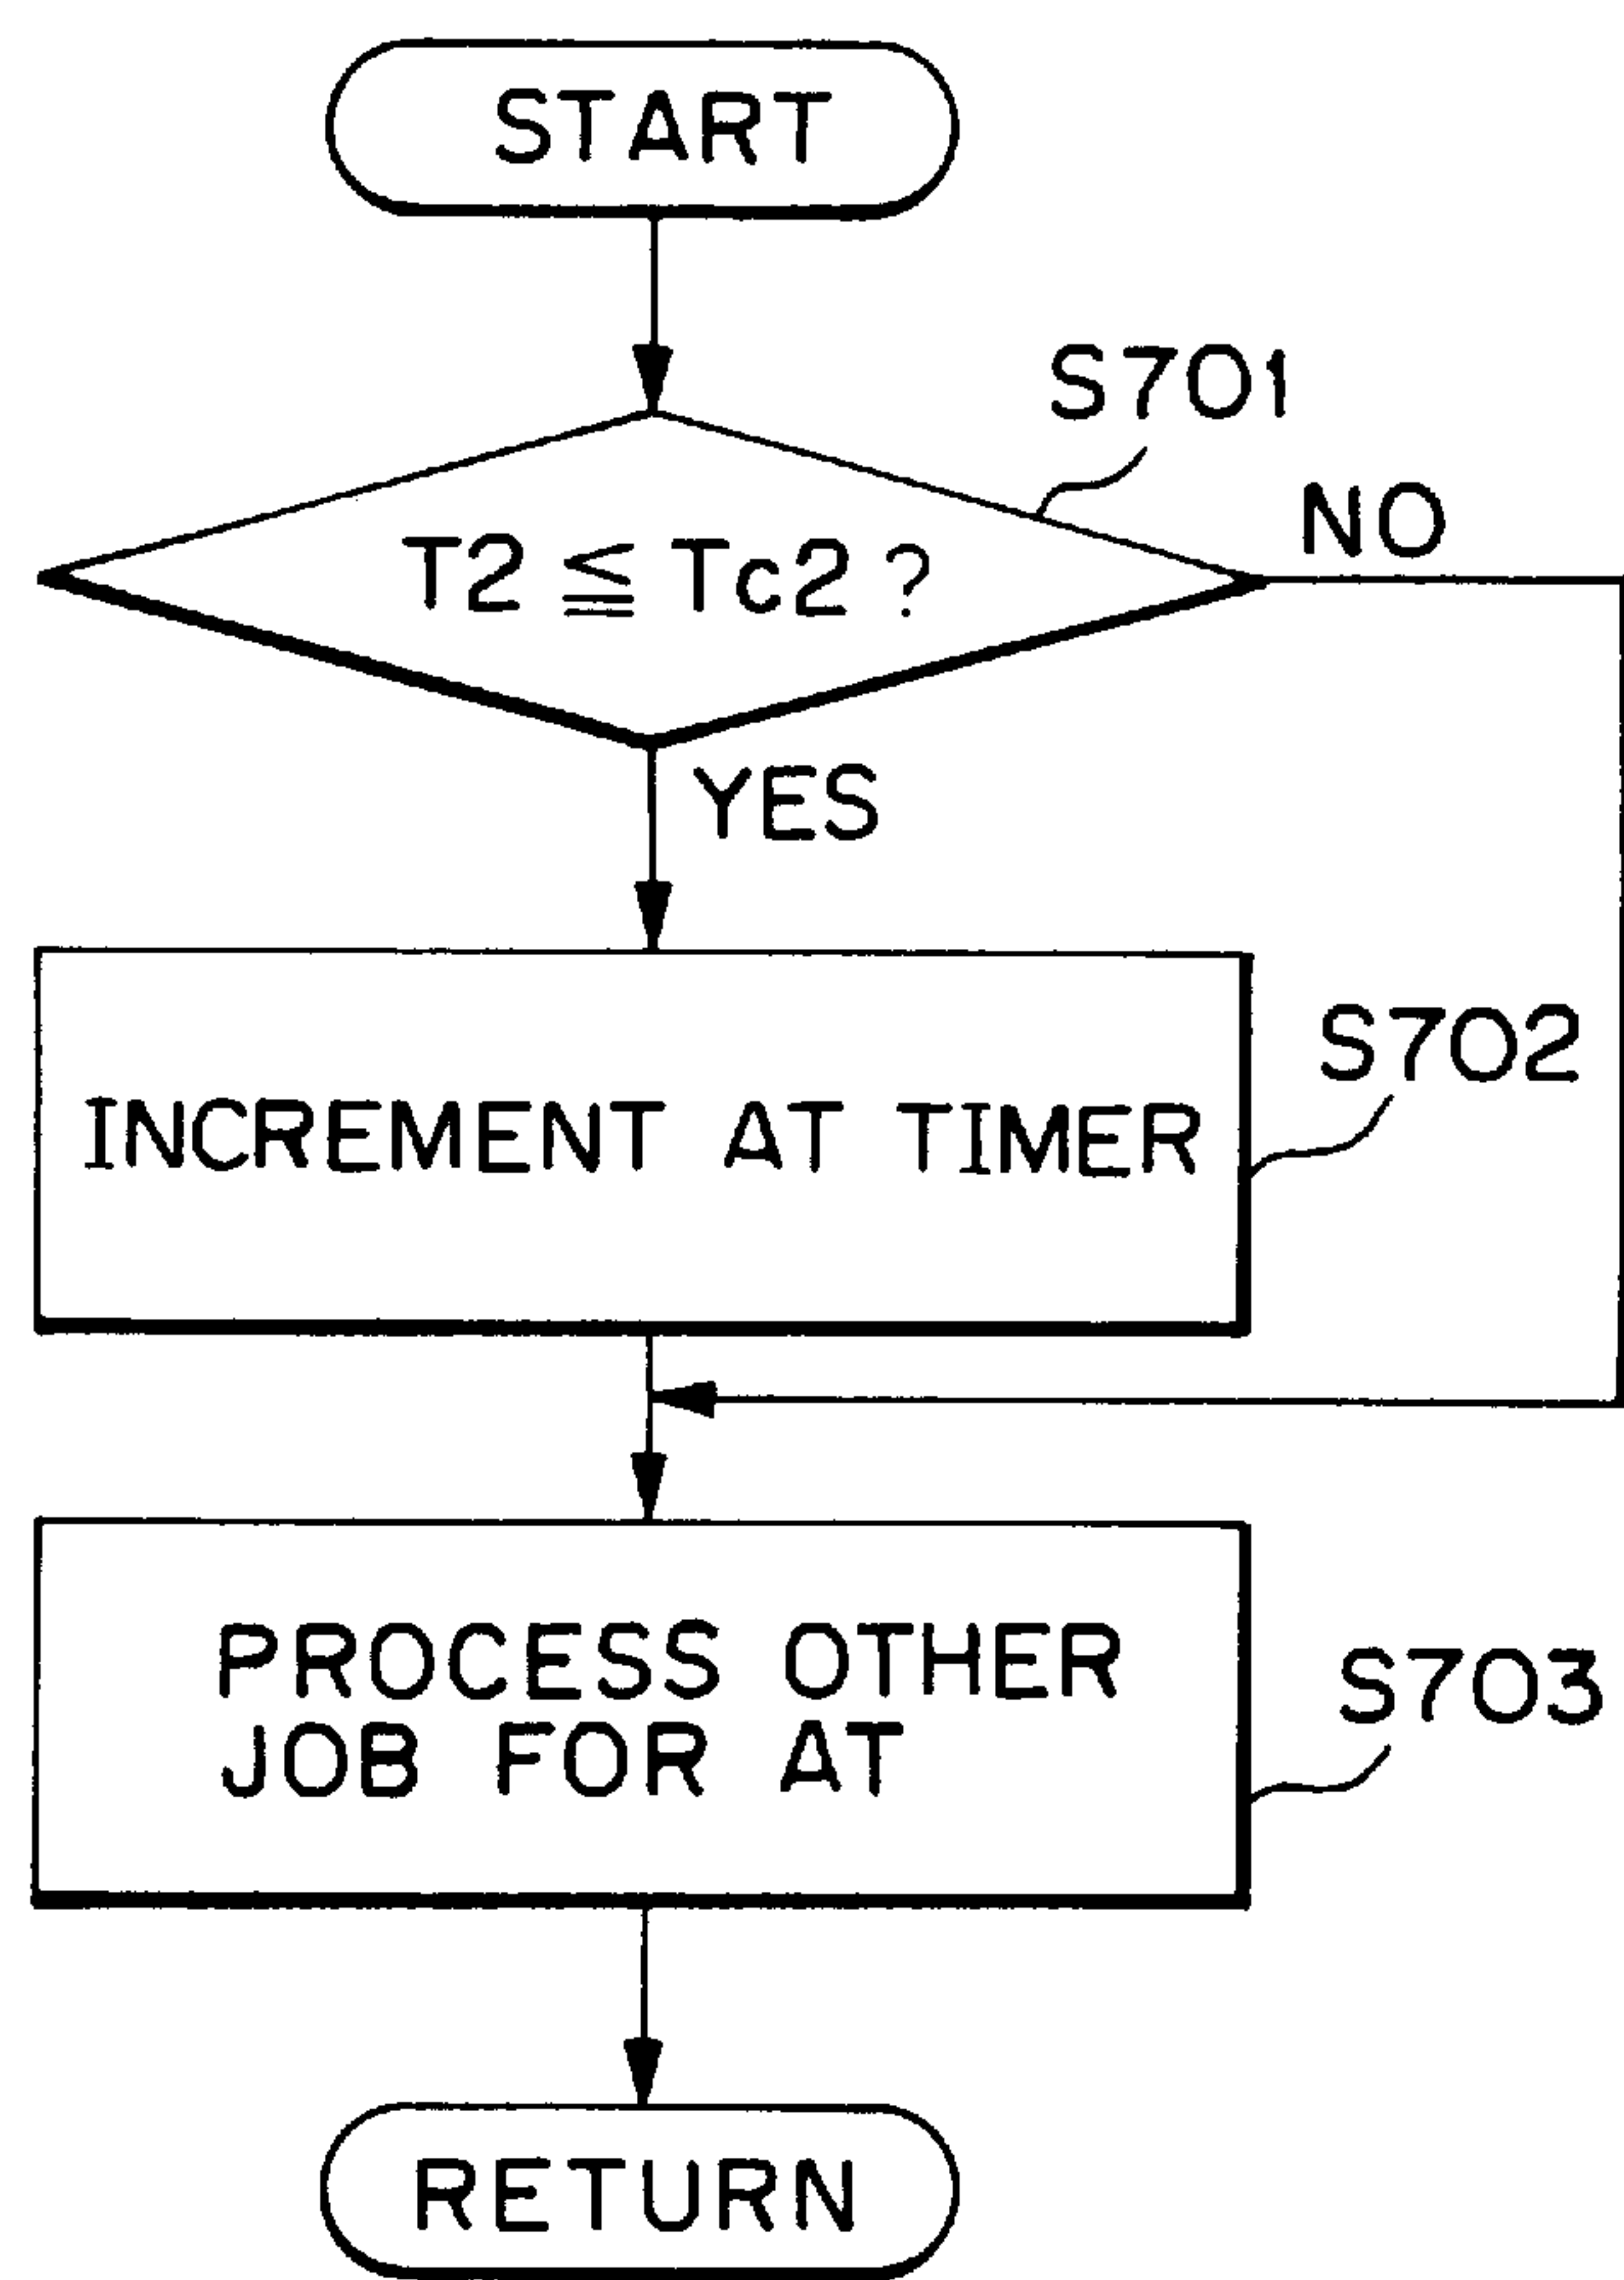 START
S701
NO
T2 ≦ Tc2 ?
YES
S702
INCREMENT AT TIMER
PROCESS OTHER
JOB FOR AT
S703
RETURN